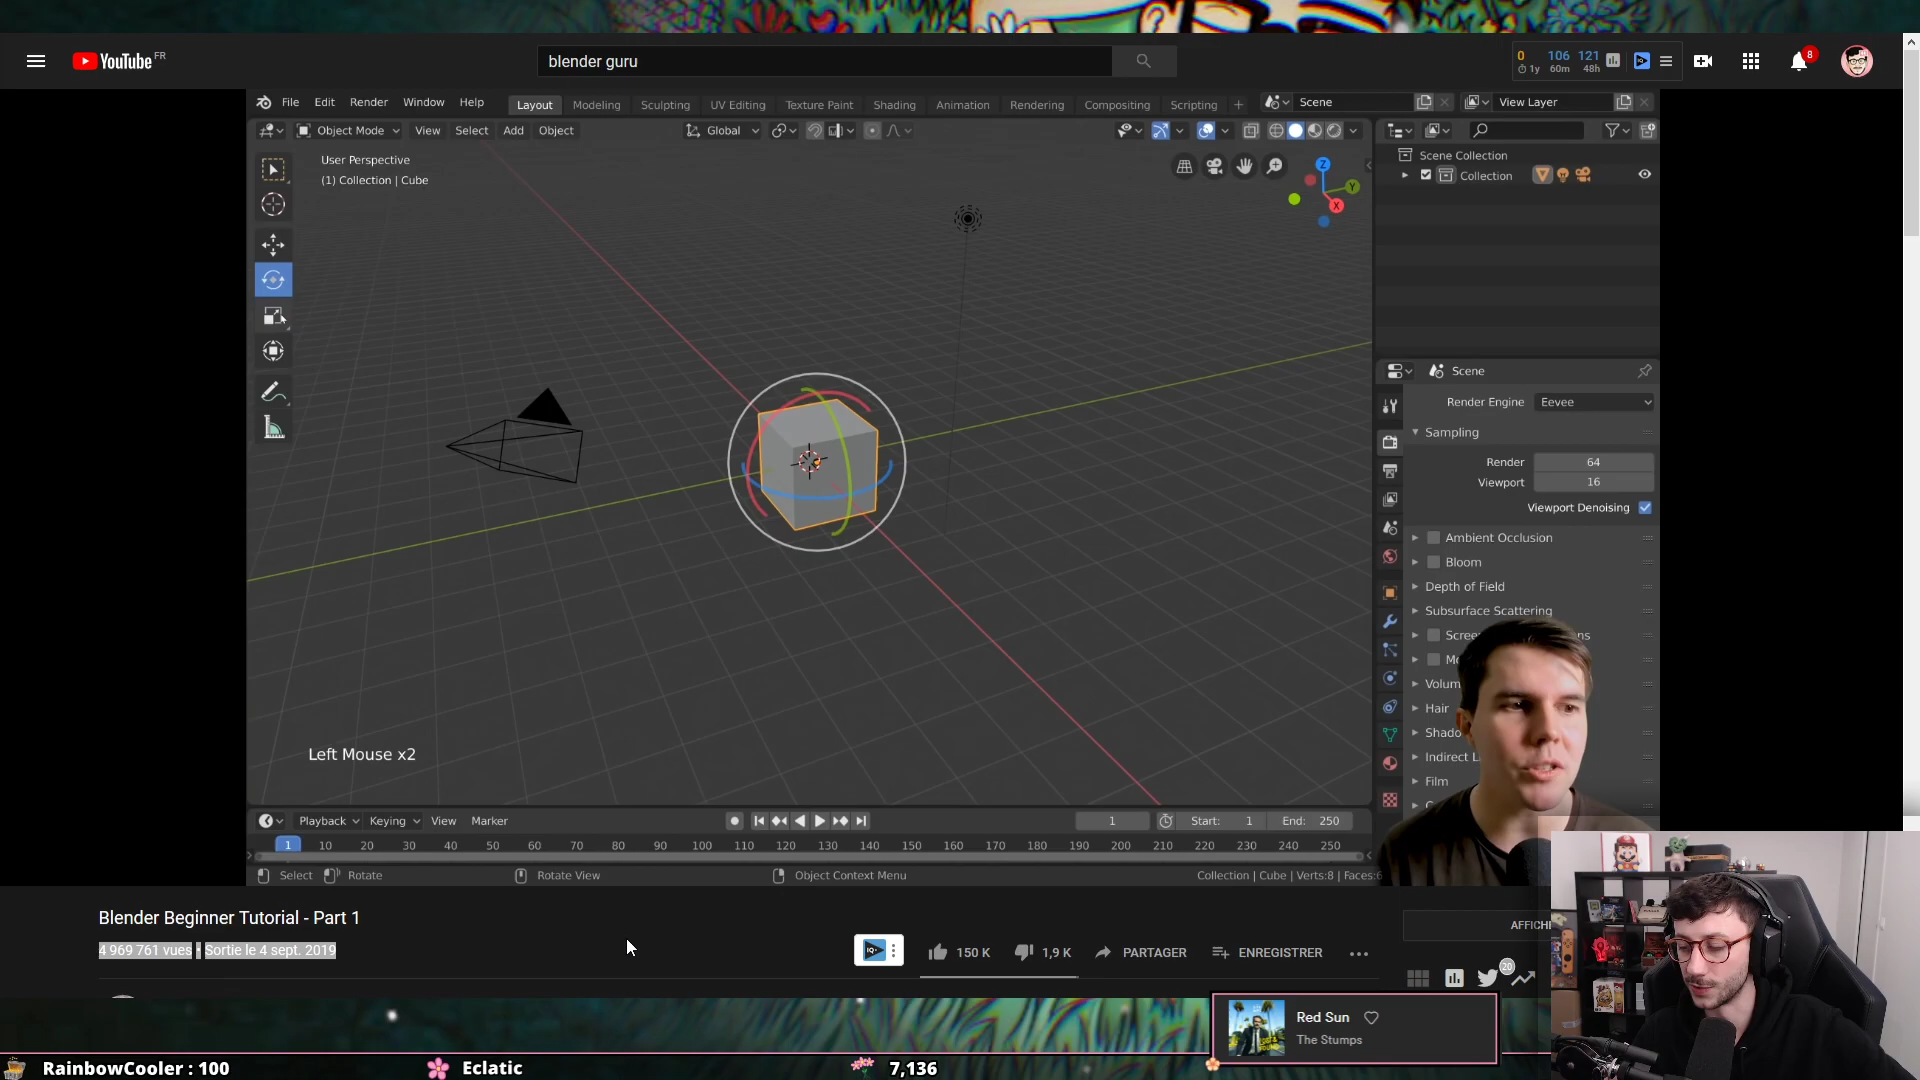 YouTube FR
blender guru
0 106 121
1y 60m 48h
8
File Edit Render Window Help
Layout Modeling Sculpting UV Editing Texture Paint Shading Animation Rendering Compositing Scripting +
Scene
View Layer
Object Mode View Select Add Object
Global
User Perspective
(1) Collection | Cube
Z
Y
X
Scene Collection
Collection
Scene
Render Engine Eevee
Sampling
Render 64
Viewport 16
Viewport Denoising
Ambient Occlusion
Bloom
Depth of Field
Subsurface Scattering
Hair
Film
Left Mouse x2
Playback Keying View Marker
1
Start: 1
End: 250
1 10 20 30 40 50 60 70 80 90 100 110 120 130 140 150 160 170 180 190 200 210 220 230 240 250
Select Rotate Rotate View Object Context Menu
Collection | Cube | Verts:8 | Faces:6
Blender Beginner Tutorial - Part 1
4 969 761 vues • Sortie le 4 sept. 2019
IQ
150 K 1,9 K PARTAGER ENREGISTRER
20
Red Sun
The Stumps
RainbowCooler : 100
Eclatic
7,136